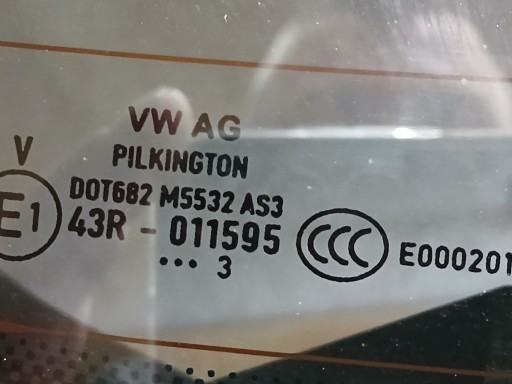 VW AG
V
PILKINGTON
DOT682 M5532 AS3
E1
43R - 011595
CCC
E000201
••• 3